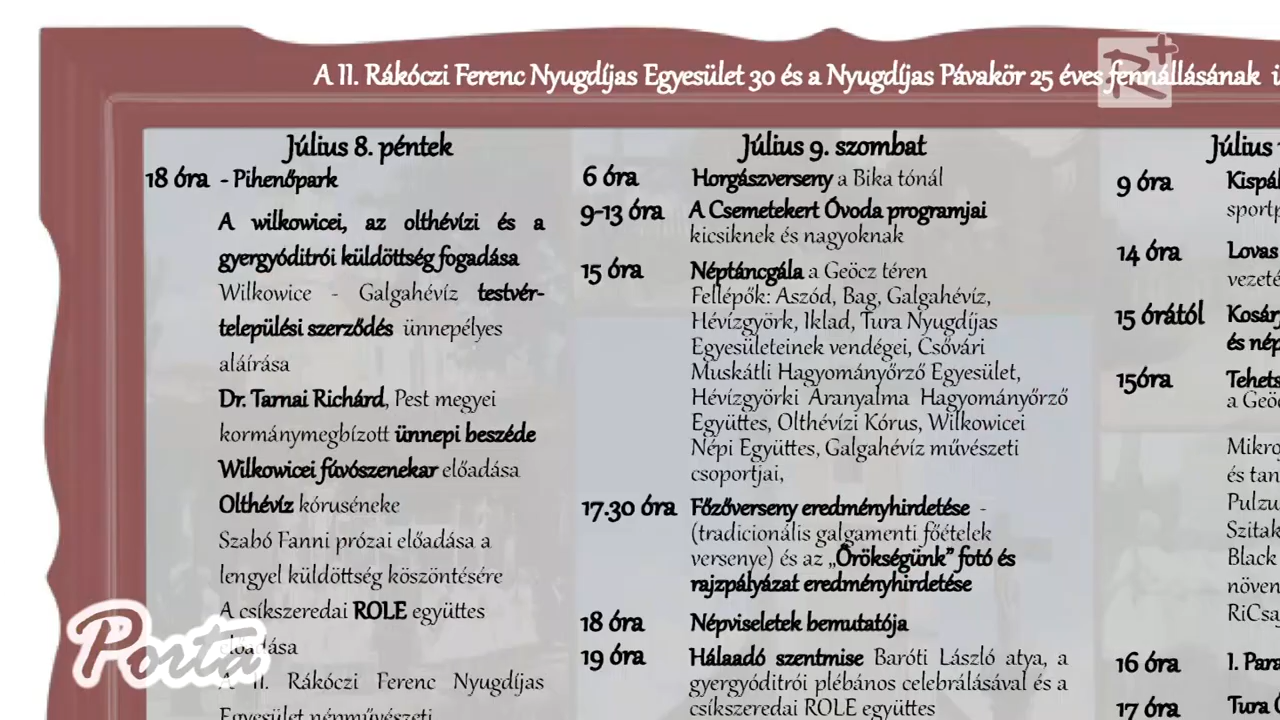 A II. Rákóczi Ferenc Nyugdíjas Egyesület 30 és a Nyugdíjas Pávakör 25 éves fennállásának
R+
Július 8. péntek
18 óra - Pihenőpark
A wilkowicei, az olthévízi és a
gyergyóditrói küldöttség fogadása
Wilkowice - Galgahévíz testvér-
települési szerződés ünnepélyes
aláírása
Dr. Tarnai Richárd, Pest megyei
kormánymegbízott ünnepi beszéde
Wilkowicei fúvószenekar előadása
Olthévíz kóruséneke
Szabó Fanni prózai előadása a
lengyel küldöttség köszöntésére
A csíkszeredai ROLE együttes
előadása
A II. Rákóczi Ferenc Nyugdíjas
Egyesület népművészeti
Július 9. szombat
6 óra Horgászverseny a Bika tónál
9-13 óra A Csemetekert Óvoda programjai
kicsiknek és nagyoknak
15 óra Néptáncgála a Geöcz téren
Fellépők: Aszód, Bag, Galgahévíz,
Hévízgyörk, Iklad, Tura Nyugdíjas
Egyesületeinek vendégei, Csővári
Muskátli Hagyományőrző Egyesület,
Hévízgyörki Aranyalma Hagyományőrző
Együttes, Olthévízi Kórus, Wilkowicei
Népi Együttes, Galgahévíz művészeti
csoportjai,
17.30 óra Főzőverseny eredményhirdetése -
(tradicionális galgamenti főételek
versenye) és az „Örökségünk” fotó és
rajzpályázat eredményhirdetése
18 óra Népviseletek bemutatója
19 óra Hálaadó szentmise Baróti László atya, a
gyergyóditrói plébános celebrálásával és a
csíkszeredai ROLE együttes
Július
9 óra
14 óra Lovas
15 órától
és
15óra
a
és
Black
16 óra I.
17 óra Tura
Porta